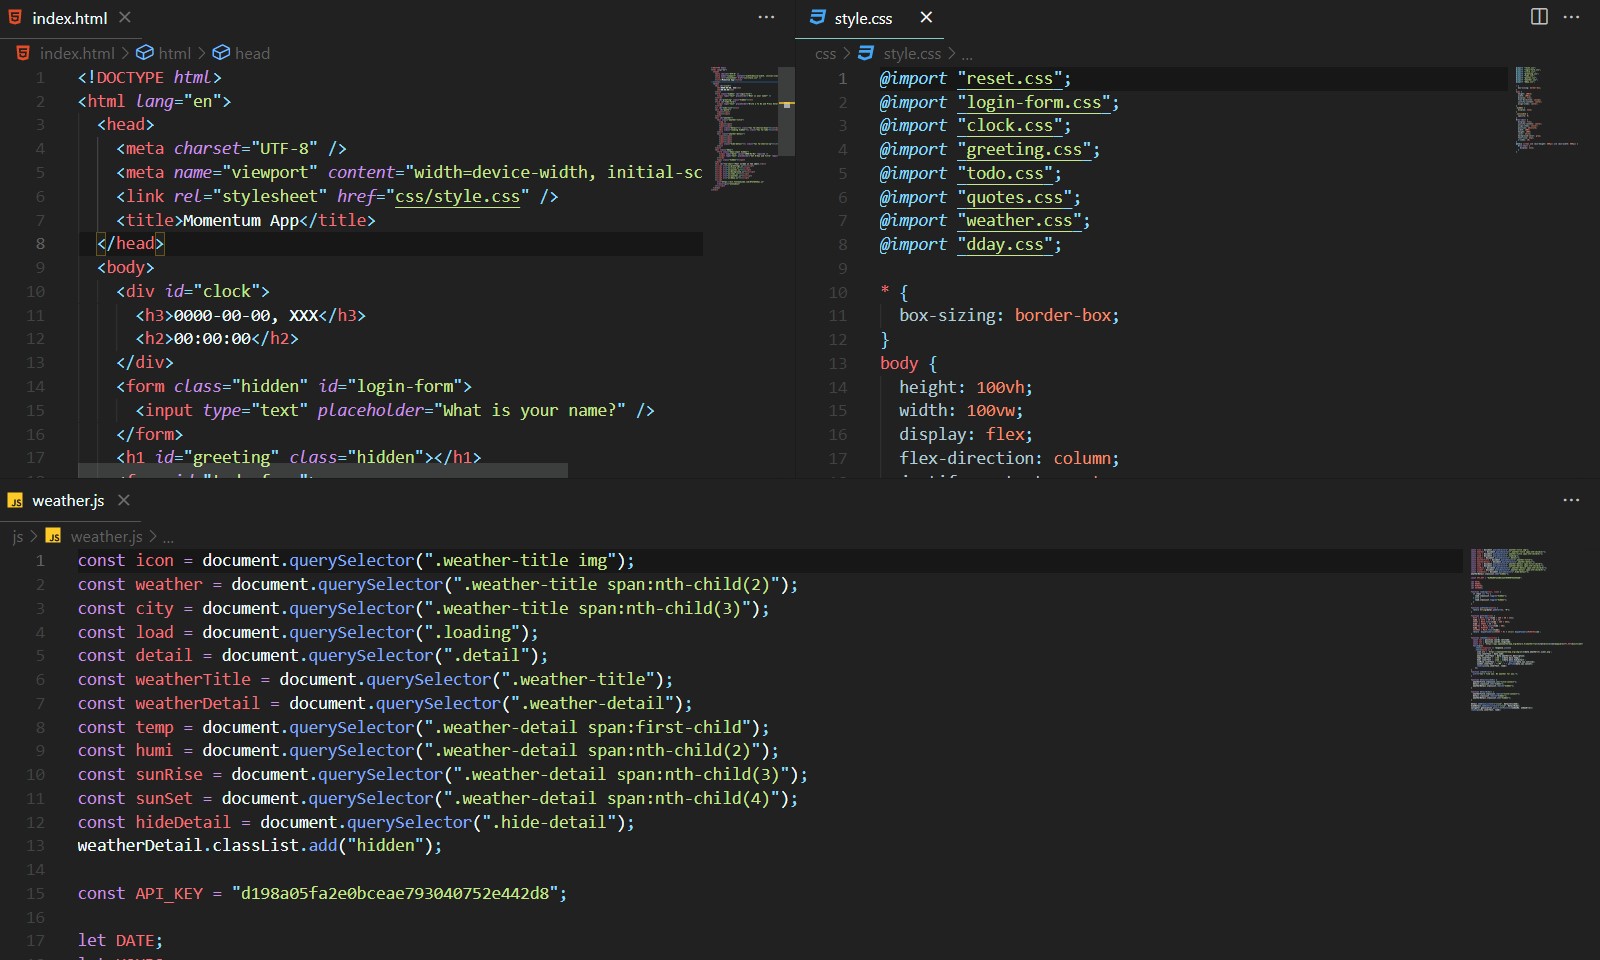 index.html
index.html > html > head
1 <!DOCTYPE html>
2 <html lang="en">
3 <head>
4 <meta charset="UTF-8" />
5 <meta name="viewport" content="width=device-width, initial-sc
6 <link rel="stylesheet" href="css/style.css" />
7 <title>Momentum App</title>
8 </head>
9 <body>
10 <div id="clock">
11 <h3>0000-00-00, XXX</h3>
12 <h2>00:00:00</h2>
13 </div>
14 <form class="hidden" id="login-form">
15 <input type="text" placeholder="What is your name?" />
16 </form>
17 <h1 id="greeting" class="hidden"></h1>
style.css
css > style.css > ...
1 @import "reset.css";
2 @import "login-form.css";
3 @import "clock.css";
4 @import "greeting.css";
5 @import "todo.css";
6 @import "quotes.css";
7 @import "weather.css";
8 @import "dday.css";
9
10 * {
11 box-sizing: border-box;
12 }
13 body {
14 height: 100vh;
15 width: 100vw;
16 display: flex;
17 flex-direction: column;
JS weather.js
js > JS weather.js > ...
1 const icon = document.querySelector(".weather-title img");
2 const weather = document.querySelector(".weather-title span:nth-child(2)");
3 const city = document.querySelector(".weather-title span:nth-child(3)");
4 const load = document.querySelector(".loading");
5 const detail = document.querySelector(".detail");
6 const weatherTitle = document.querySelector(".weather-title");
7 const weatherDetail = document.querySelector(".weather-detail");
8 const temp = document.querySelector(".weather-detail span:first-child");
9 const humi = document.querySelector(".weather-detail span:nth-child(2)");
10 const sunRise = document.querySelector(".weather-detail span:nth-child(3)");
11 const sunSet = document.querySelector(".weather-detail span:nth-child(4)");
12 const hideDetail = document.querySelector(".hide-detail");
13 weatherDetail.classList.add("hidden");
14
15 const API_KEY = "d198a05fa2e0bceae793040752e442d8";
16
17 let DATE;